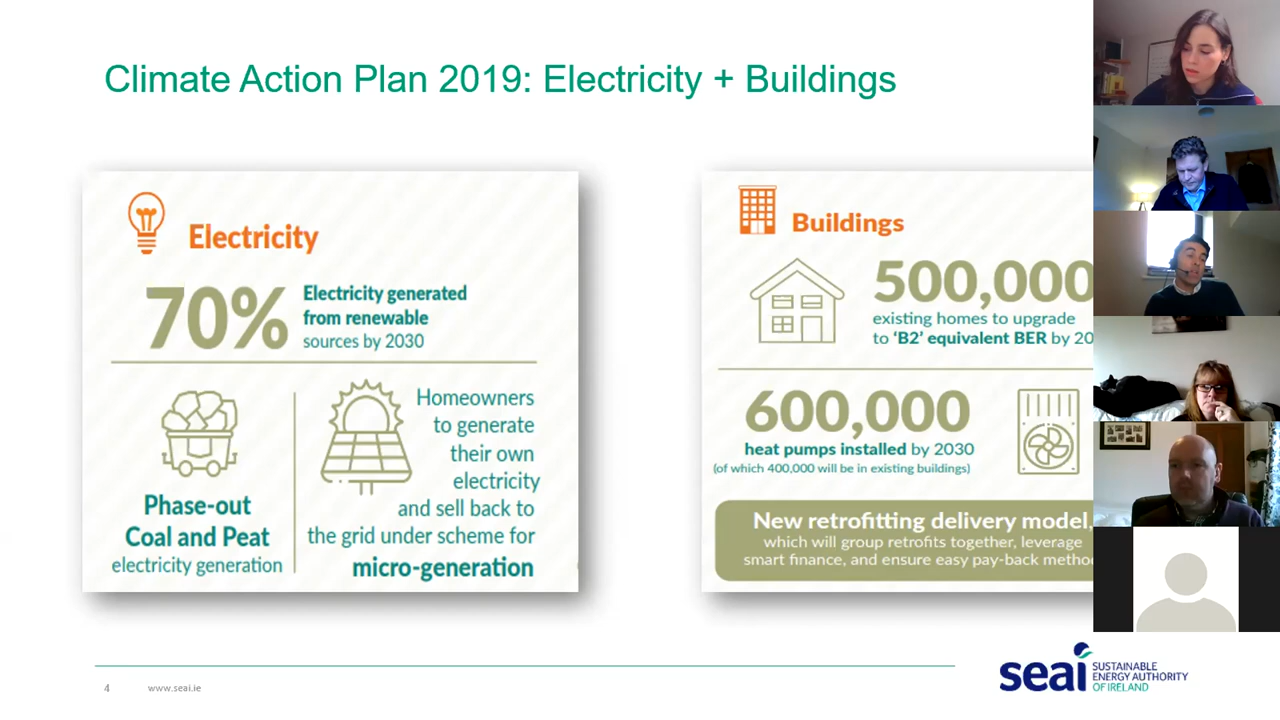 Climate Action Plan 2019: Electricity + Buildings
Electricity
70%
Electricity generated
from renewable
sources by 2030
Phase-out
Coal and Peat
electricity generation
Homeowners
to generate
their own
electricity
and sell back to
the grid under scheme for
micro-generation
Buildings
500,000
existing homes to upgrade
to ‘B2’ equivalent BER by 20
600,000
heat pumps installed by 2030
(of which 400,000 will be in existing buildings)
New retrofitting delivery model,
which will group retrofits together, leverage
smart finance, and ensure easy pay-back
4
www.seai.ie
seai
SUSTAINABLE
ENERGY AUTHORITY
OF IRELAND